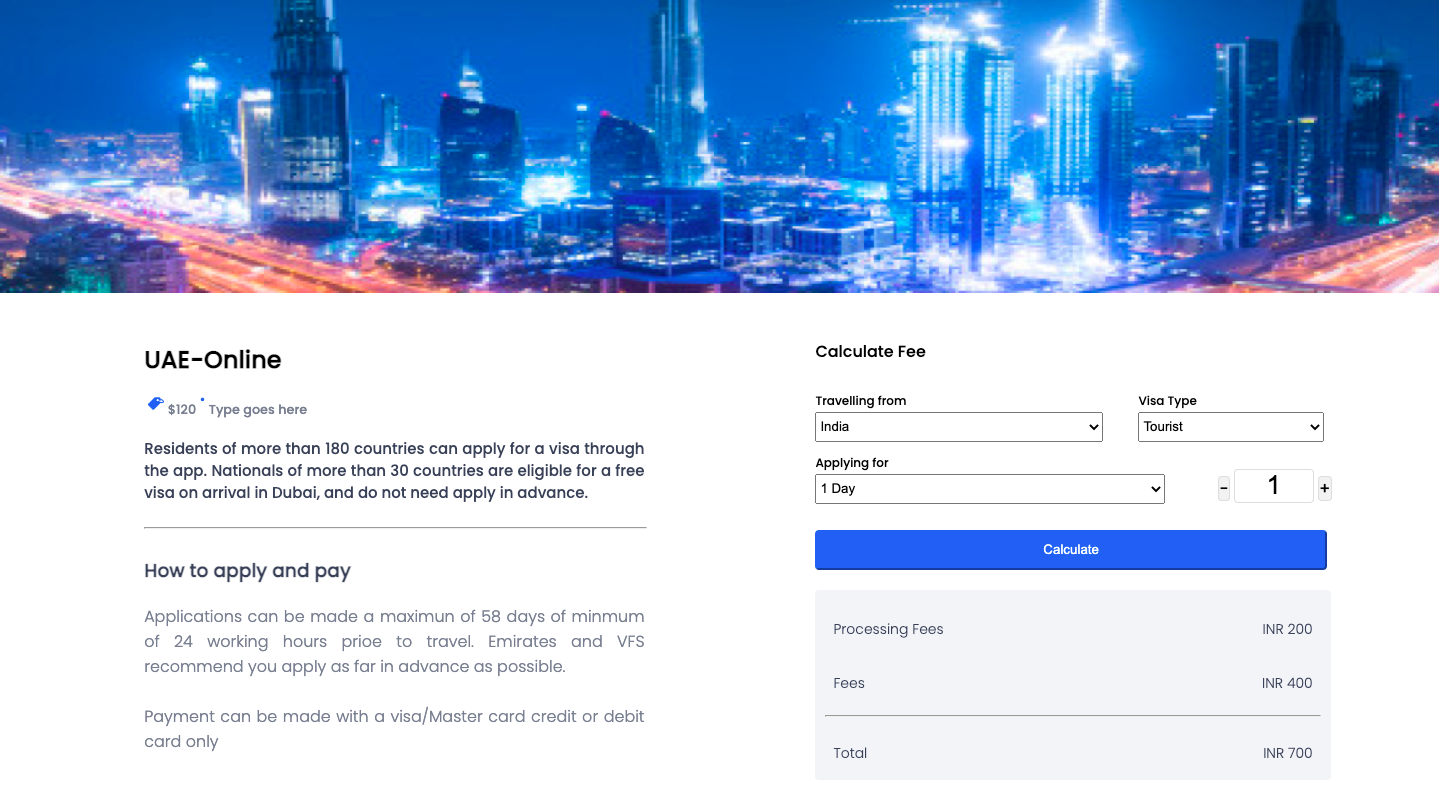 UAE-Online
$120 Type goes here
Residents of more than 180 countries can apply for a visa through
the app. Nationals of more than 30 countries are eligible for a free
visa on arrival in Dubai, and do not need apply in advance.
How to apply and pay
Applications can be made a maximun of 58 days of minmum
of 24 working hours prioe to travel. Emirates and VFS
recommend you apply as far in advance as possible.
Payment can be made with a visa/Master card credit or debit
card only
Calculate Fee
Travelling from Visa Type
India Tourist
Applying for
1 Day - 1 +
Calculate
Processing Fees INR 200
Fees INR 400
Total INR 700